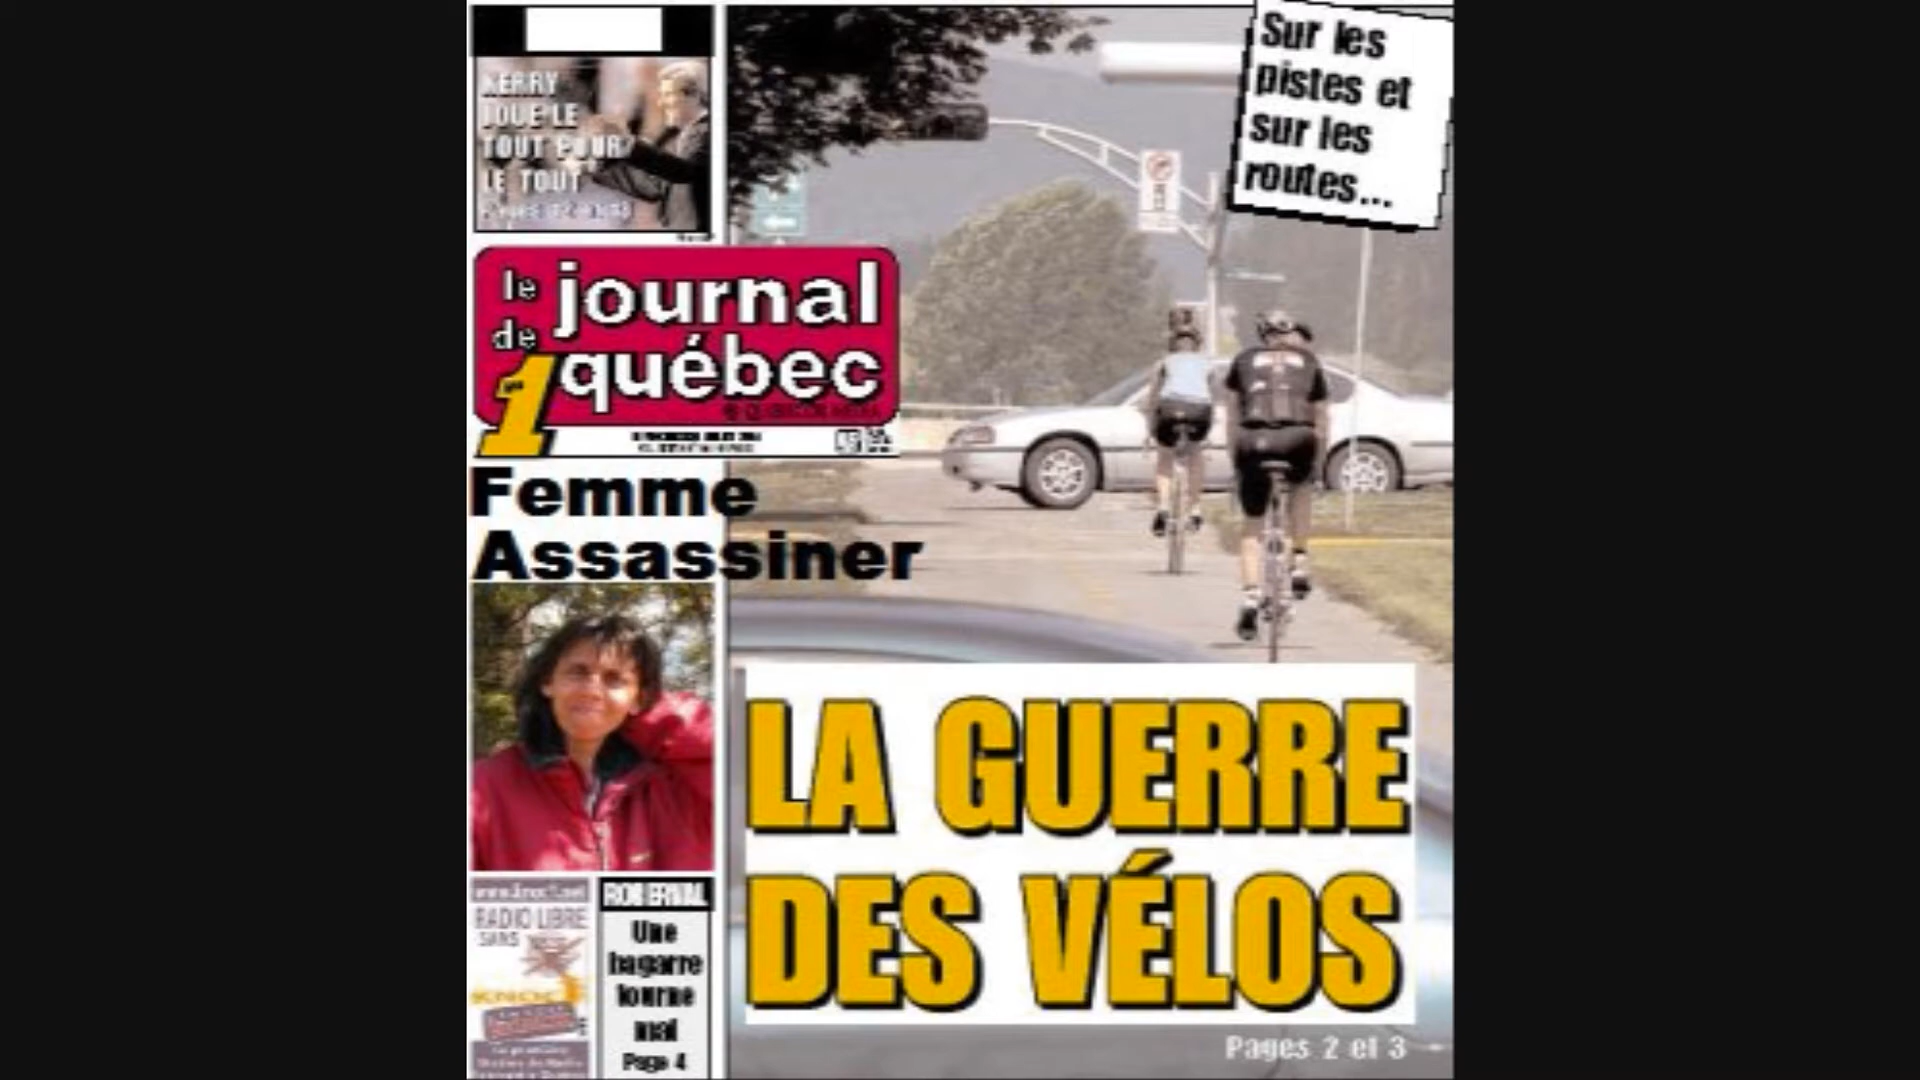 KERRY
JOUE LE
TOUT POUR
LE TOUT
Sur les
pistes et
sur les
routes...
le journal
de québec
1
Femme
Assassiner
RADIO LIBRE
SANS
ROBERVAL
Une
bagarre
tourne
mal
Page 4
LA GUERRE
DES VÉLOS
Pages 2 et 3